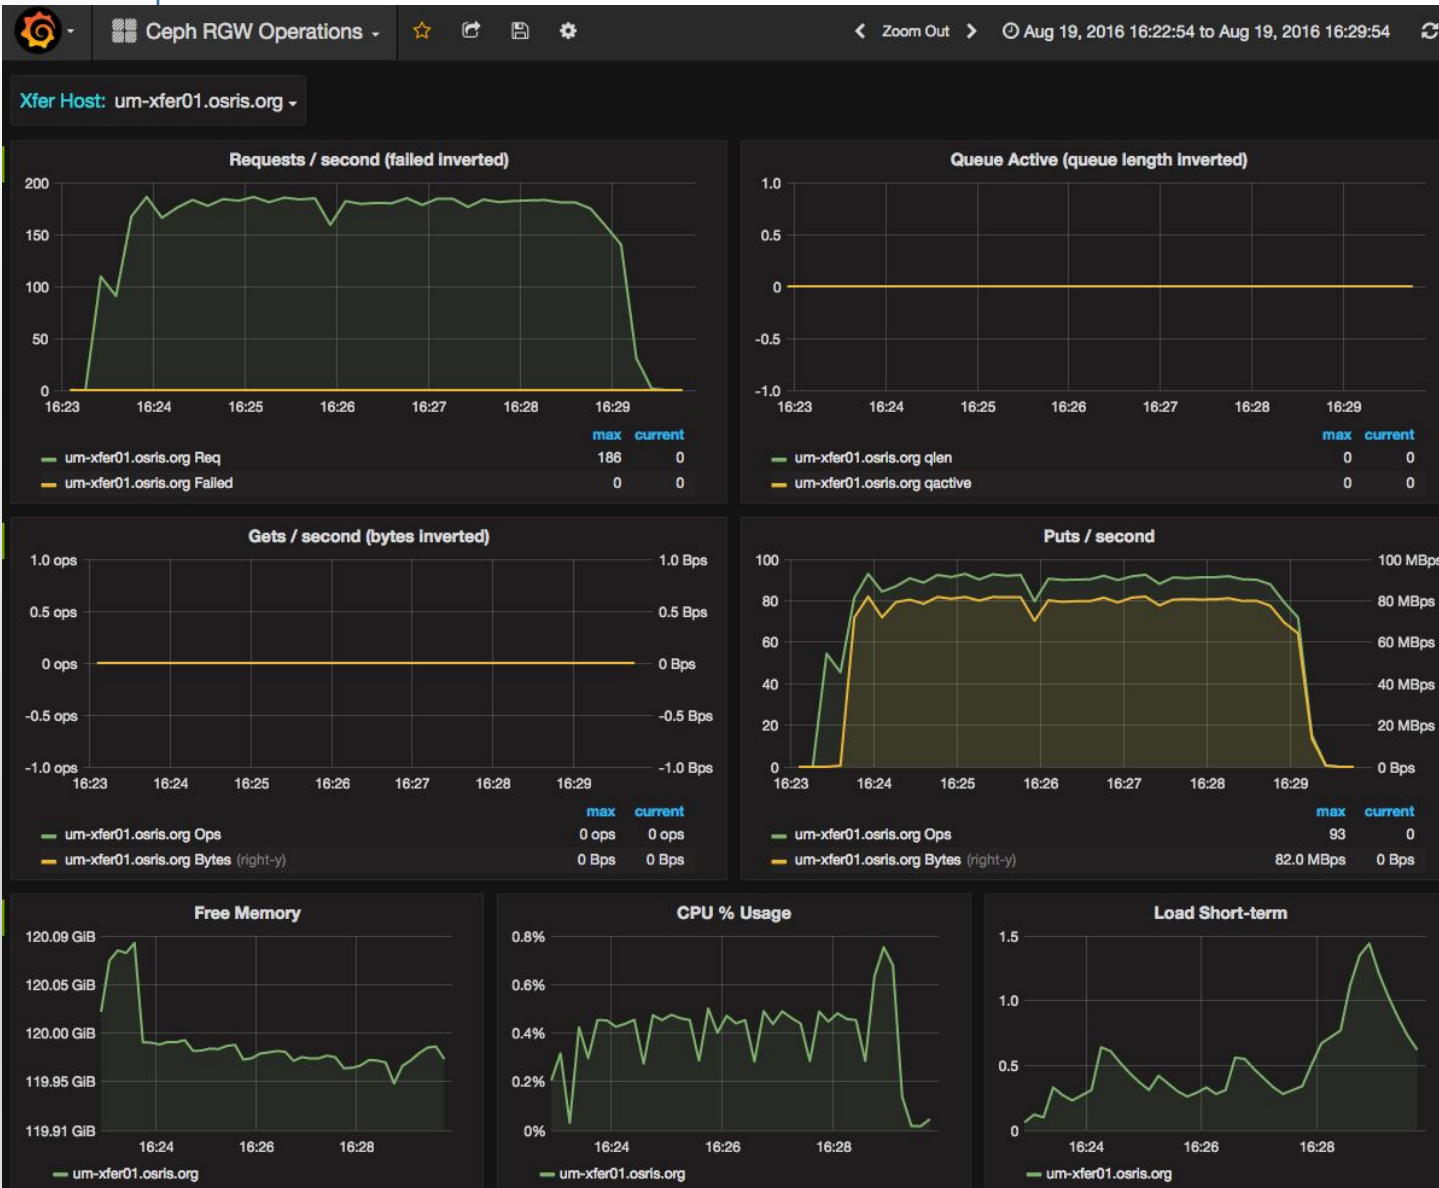 Ceph RGW Operations
Zoom Out
Aug 19, 2016 16:22:54 to Aug 19, 2016 16:29:54
Xfer Host: um-xfer01.osris.org
Requests / second (failed inverted)
200
150
100
50
0
16:23 16:24 16:25 16:26 16:27 16:28 16:29
max current
um-xfer01.osris.org Req 186 0
um-xfer01.osris.org Failed 0 0
Queue Active (queue length inverted)
1.0
0.5
0
-0.5
-1.0
16:23 16:24 16:25 16:26 16:27 16:28 16:29
max current
um-xfer01.osris.org qlen 0 0
um-xfer01.osris.org qactive 0 0
Gets / second (bytes inverted)
1.0 ops 1.0 Bps
0.5 ops 0.5 Bps
0 ops 0 Bps
-0.5 ops -0.5 Bps
-1.0 ops -1.0 Bps
16:23 16:24 16:25 16:26 16:27 16:28 16:29
max current
um-xfer01.osris.org Ops 0 ops 0 ops
um-xfer01.osris.org Bytes (right-y) 0 Bps 0 Bps
Puts / second
100 100 MBps
80 80 MBps
60 60 MBps
40 40 MBps
20 20 MBps
0 0 Bps
16:23 16:24 16:25 16:26 16:27 16:28 16:29
max current
um-xfer01.osris.org Ops 93 0
um-xfer01.osris.org Bytes (right-y) 82.0 MBps 0 Bps
Free Memory
120.09 GiB
120.05 GiB
120.00 GiB
119.95 GiB
119.91 GiB
16:24 16:26 16:28
um-xfer01.osris.org
CPU % Usage
0.8%
0.6%
0.4%
0.2%
0%
16:24 16:26 16:28
um-xfer01.osris.org
Load Short-term
1.5
1.0
0.5
0
16:24 16:26 16:28
um-xfer01.osris.org